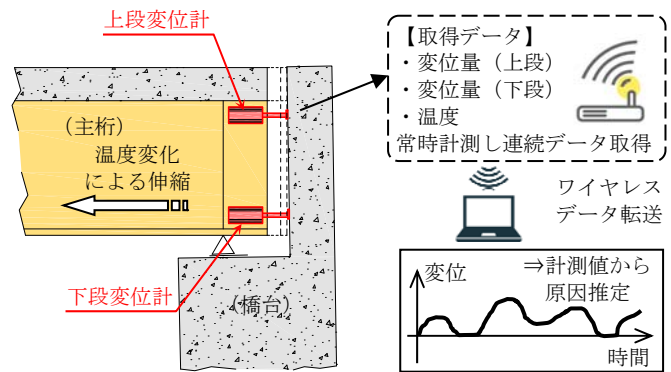 上段変位計
(主桁)
温度変化
による伸縮
下段変位計
(橋台)
【取得データ】
・変位量（上段）
・変位量（下段）
・温度
常時計測し連続データ取得
ワイヤレス
データ転送
変位
⇒計測値から
原因推定
時間